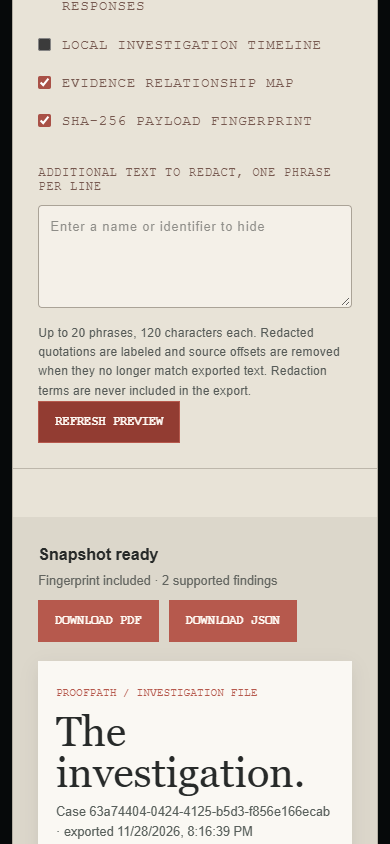 RESPONSES
LOCAL INVESTIGATION TIMELINE
EVIDENCE RELATIONSHIP MAP
SHA-256 PAYLOAD FINGERPRINT
ADDITIONAL TEXT TO REDACT, ONE PHRASE
PER LINE
Enter a name or identifier to hide
Up to 20 phrases, 120 characters each. Redacted
quotations are labeled and source offsets are removed
when they no longer match exported text. Redaction
terms are never included in the export.
REFRESH PREVIEW
Snapshot ready
Fingerprint included · 2 supported findings
DOWNLOAD PDF
DOWNLOAD JSON
PROOFPATH / INVESTIGATION FILE
The
investigation.
Case 63a74404-0424-4125-b5d3-f856e166ecab
· exported 11/28/2026, 8:16:39 PM